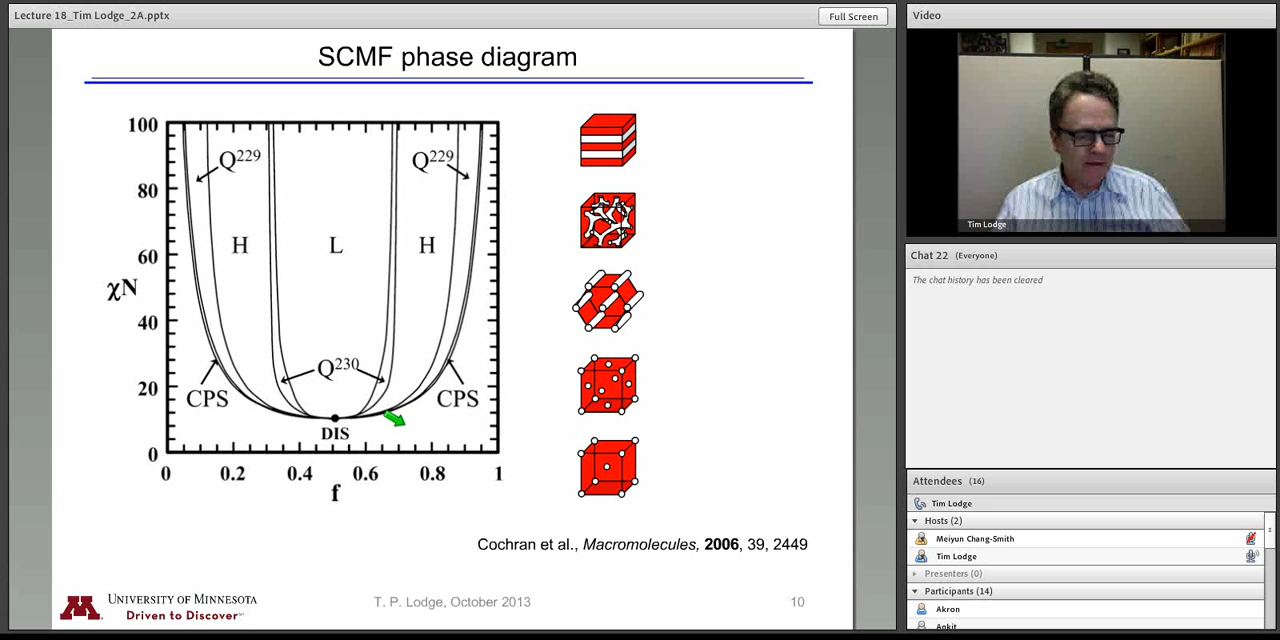 Lecture 18_Tim Lodge_2A.pptx
Full Screen
SCMF phase diagram
100
80
60
40
20
0
χN
Q229
Q229
H
L
H
Q230
CPS
CPS
DIS
0
0.2
0.4
0.6
0.8
1
f
Cochran et al., Macromolecules, 2006, 39, 2449
M
UNIVERSITY OF MINNESOTA
Driven to Discover
T. P. Lodge, October 2013
10
Video
Tim Lodge
Chat 22 (Everyone)
The chat history has been cleared
Attendees (16)
Tim Lodge
Hosts (2)
Meiyun Chang-Smith
Tim Lodge
Presenters (0)
Participants (14)
Akron
Ankit